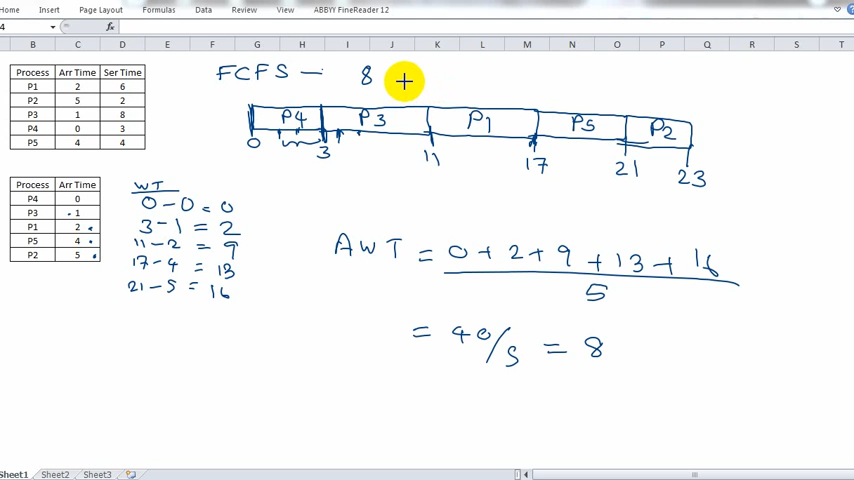 Home Insert Page Layout Formulas Data Review View ABBYY FineReader 12
4 fx
B C D E F G H I J K L M N O P Q R S T
Process Arr Time Ser Time
P1 2 6
P2 5 2
P3 1 8
P4 0 3
P5 4 4
FCFS — 8
P4 P3 P1 P5 P2
0 3 11 17 21 23
Process Arr Time
P4 0
P3 1
P1 2
P5 4
P2 5
WT
0-0 = 0
3-1 = 2
11-2 = 9
17-4 = 13
21-5 = 16
AWT = 0+2+9+13+16
5
= 40/5 = 8
Sheet1 Sheet2 Sheet3